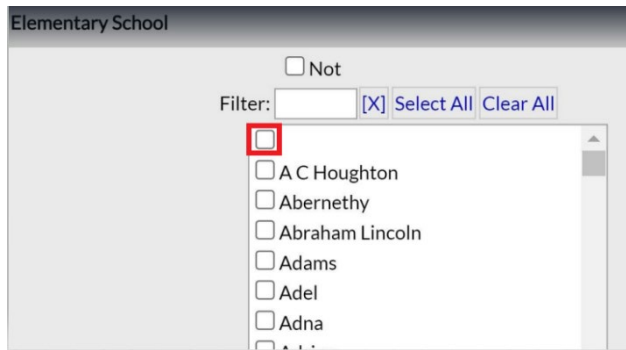 Elementary School
Not
Filter: [X] Select All Clear All
A C Houghton
Abernethy
Abraham Lincoln
Adams
Adel
Adna